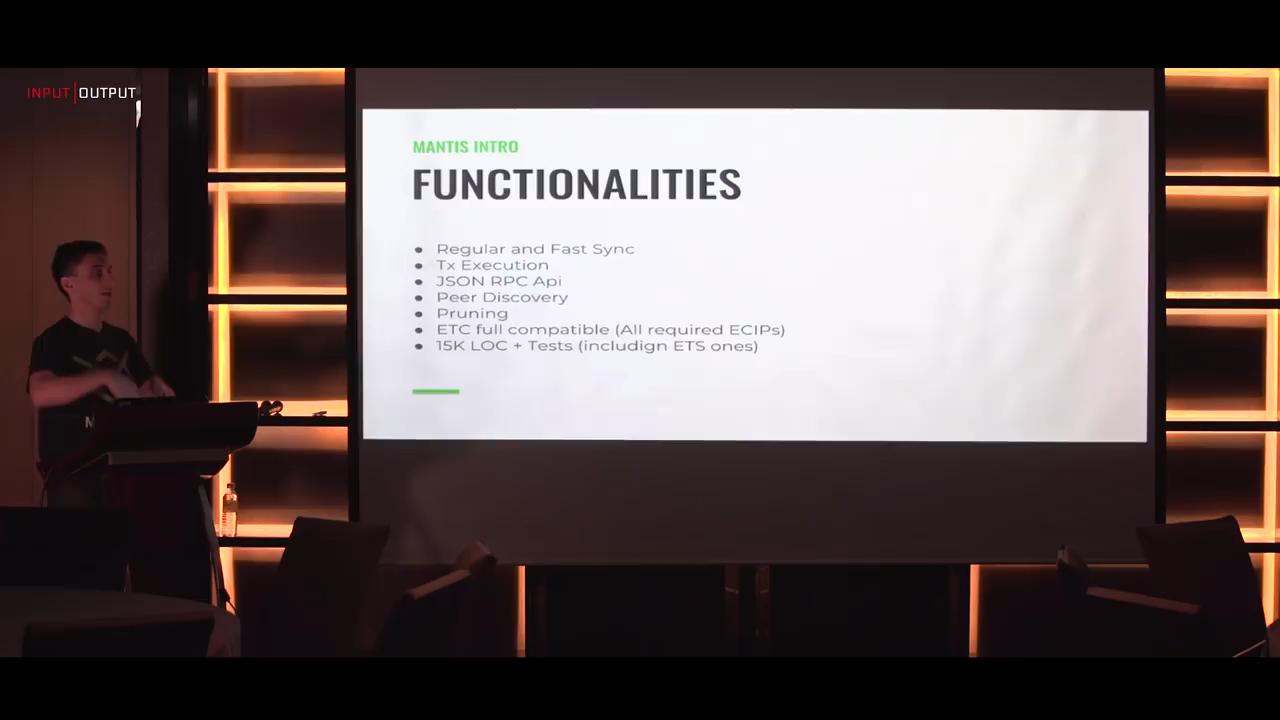 INPUT | OUTPUT
MANTIS INTRO
FUNCTIONALITIES
● Regular and Fast Sync
● Tx Execution
● JSON RPC Api
● Peer Discovery
● Pruning
● ETC full compatible (All required ECIPs)
● 15K LOC + Tests (includign ETS ones)